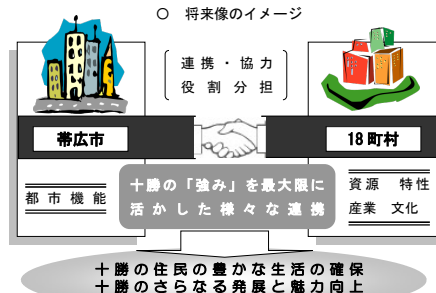 ○ 将来像のイメージ
連携・協力
役割分担
帯広市
18町村
都市機能
十勝の「強み」を最大限に
活かした様々な連携
資源 特性
産業 文化
十勝の住民の豊かな生活の確保
十勝のさらなる発展と魅力向上